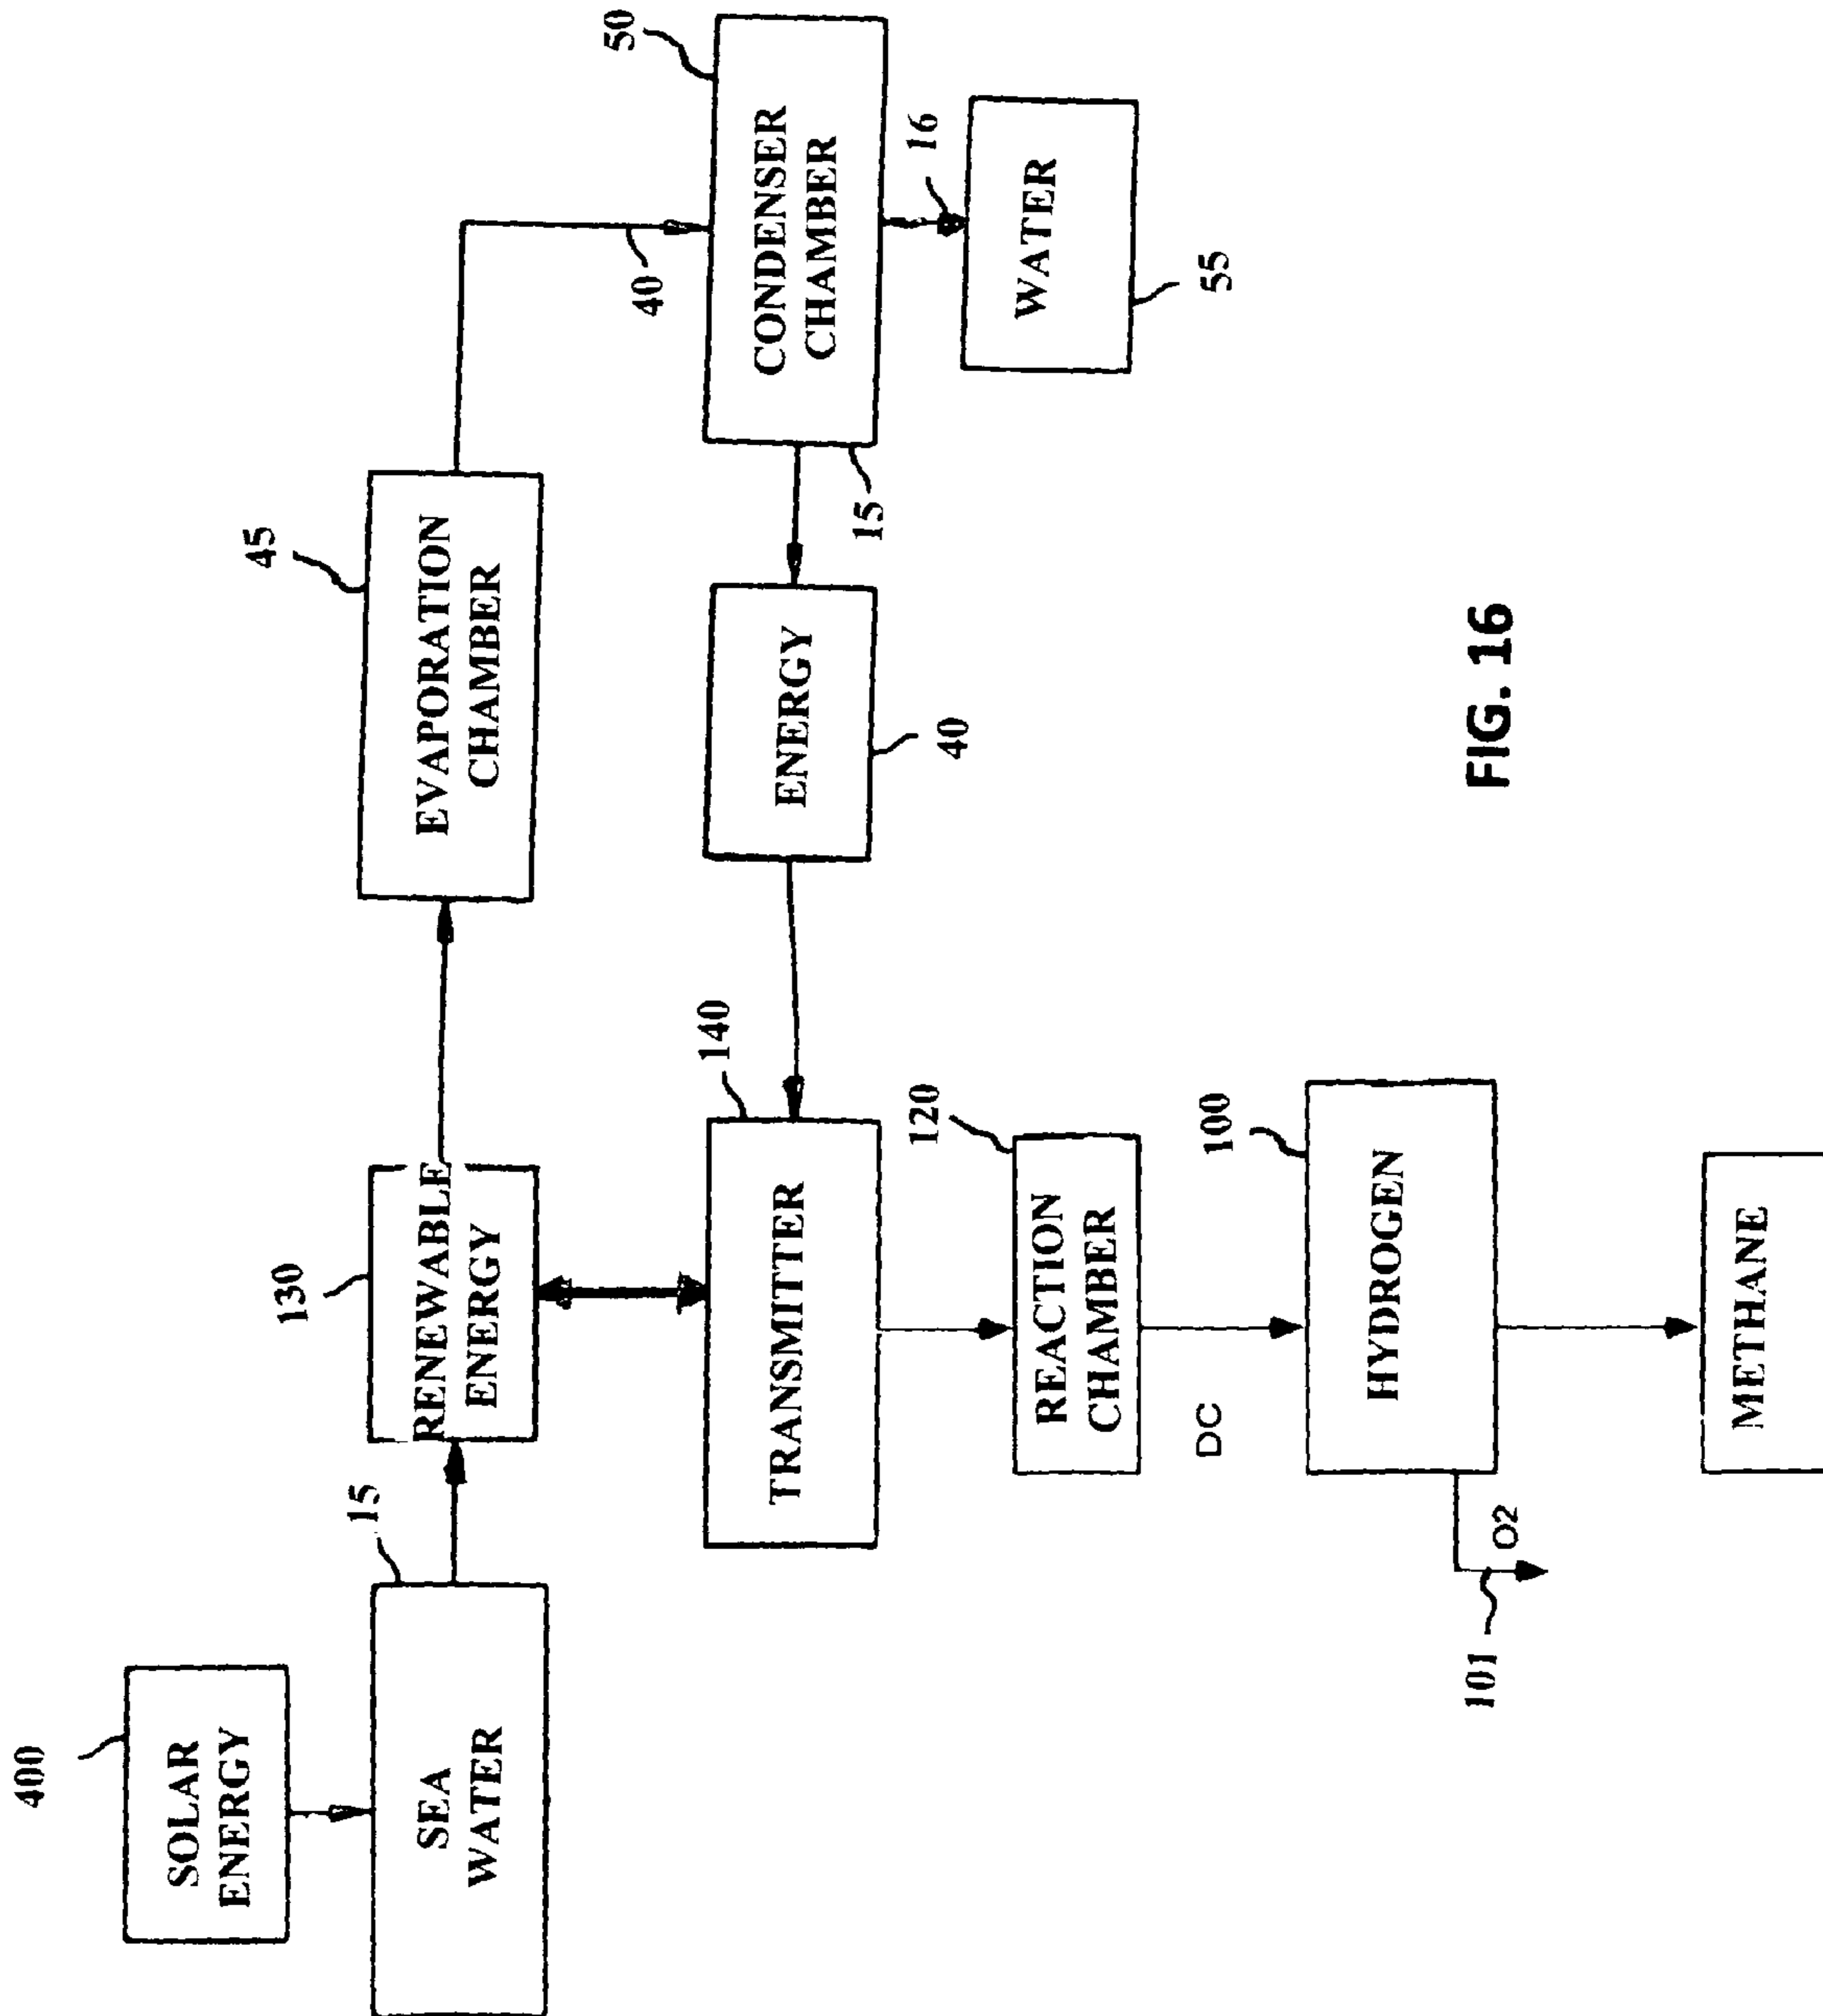 400
SOLAR
ENERGY
SEA
WATER
15
130
RENEWABLE
ENERGY
45
EVAPORATION
CHAMBER
40
50
CONDENSER
CHAMBER
16
WATER
55
15
ENERGY
40
140
TRANSMITTER
120
REACTION
CHAMBER
DC
100
HYDROGEN
101
O2
METHANE
FIG. 16